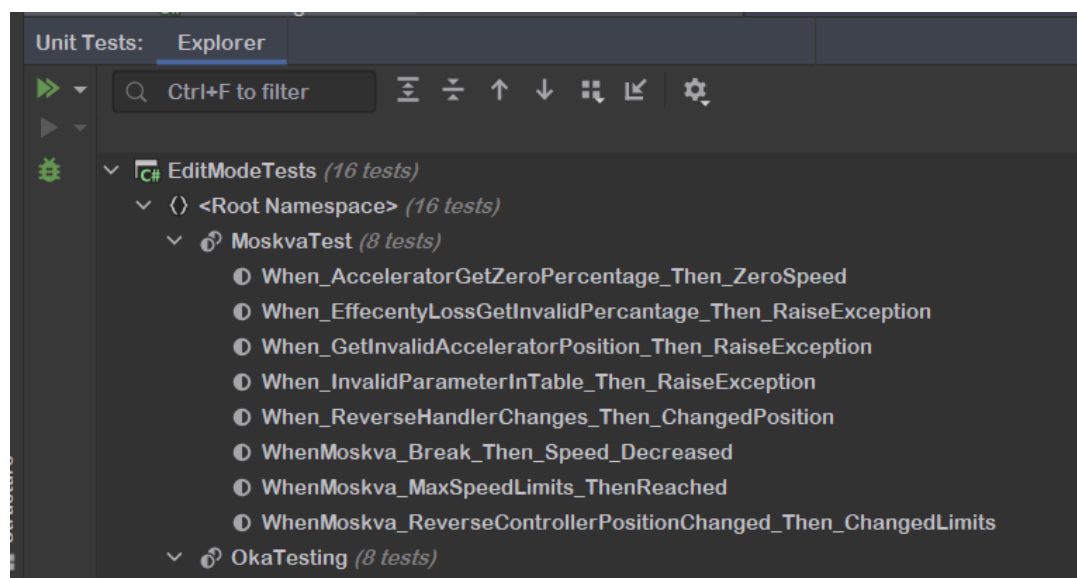 Unit Tests: Explorer
Ctrl+F to filter
C# EditModeTests (16 tests)
<Root Namespace> (16 tests)
MoskvaTest (8 tests)
When_AcceleratorGetZeroPercentage_Then_ZeroSpeed
When_EffecentyLossGetInvalidPercantage_Then_RaiseException
When_GetInvalidAcceleratorPosition_Then_RaiseException
When_InvalidParameterInTable_Then_RaiseException
When_ReverseHandlerChanges_Then_ChangedPosition
WhenMoskva_Break_Then_Speed_Decreased
WhenMoskva_MaxSpeedLimits_ThenReached
WhenMoskva_ReverseControllerPositionChanged_Then_ChangedLimits
OkaTesting (8 tests)